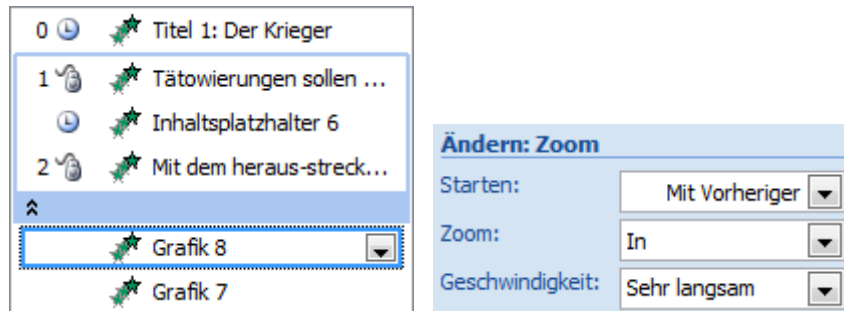 0 Titel 1: Der Krieger
1 Tätowierungen sollen ...
Inhaltsplatzhalter 6
2 Mit dem heraus-streck...
Grafik 8
Grafik 7
Ändern: Zoom
Starten: Mit Vorheriger
Zoom: In
Geschwindigkeit: Sehr langsam